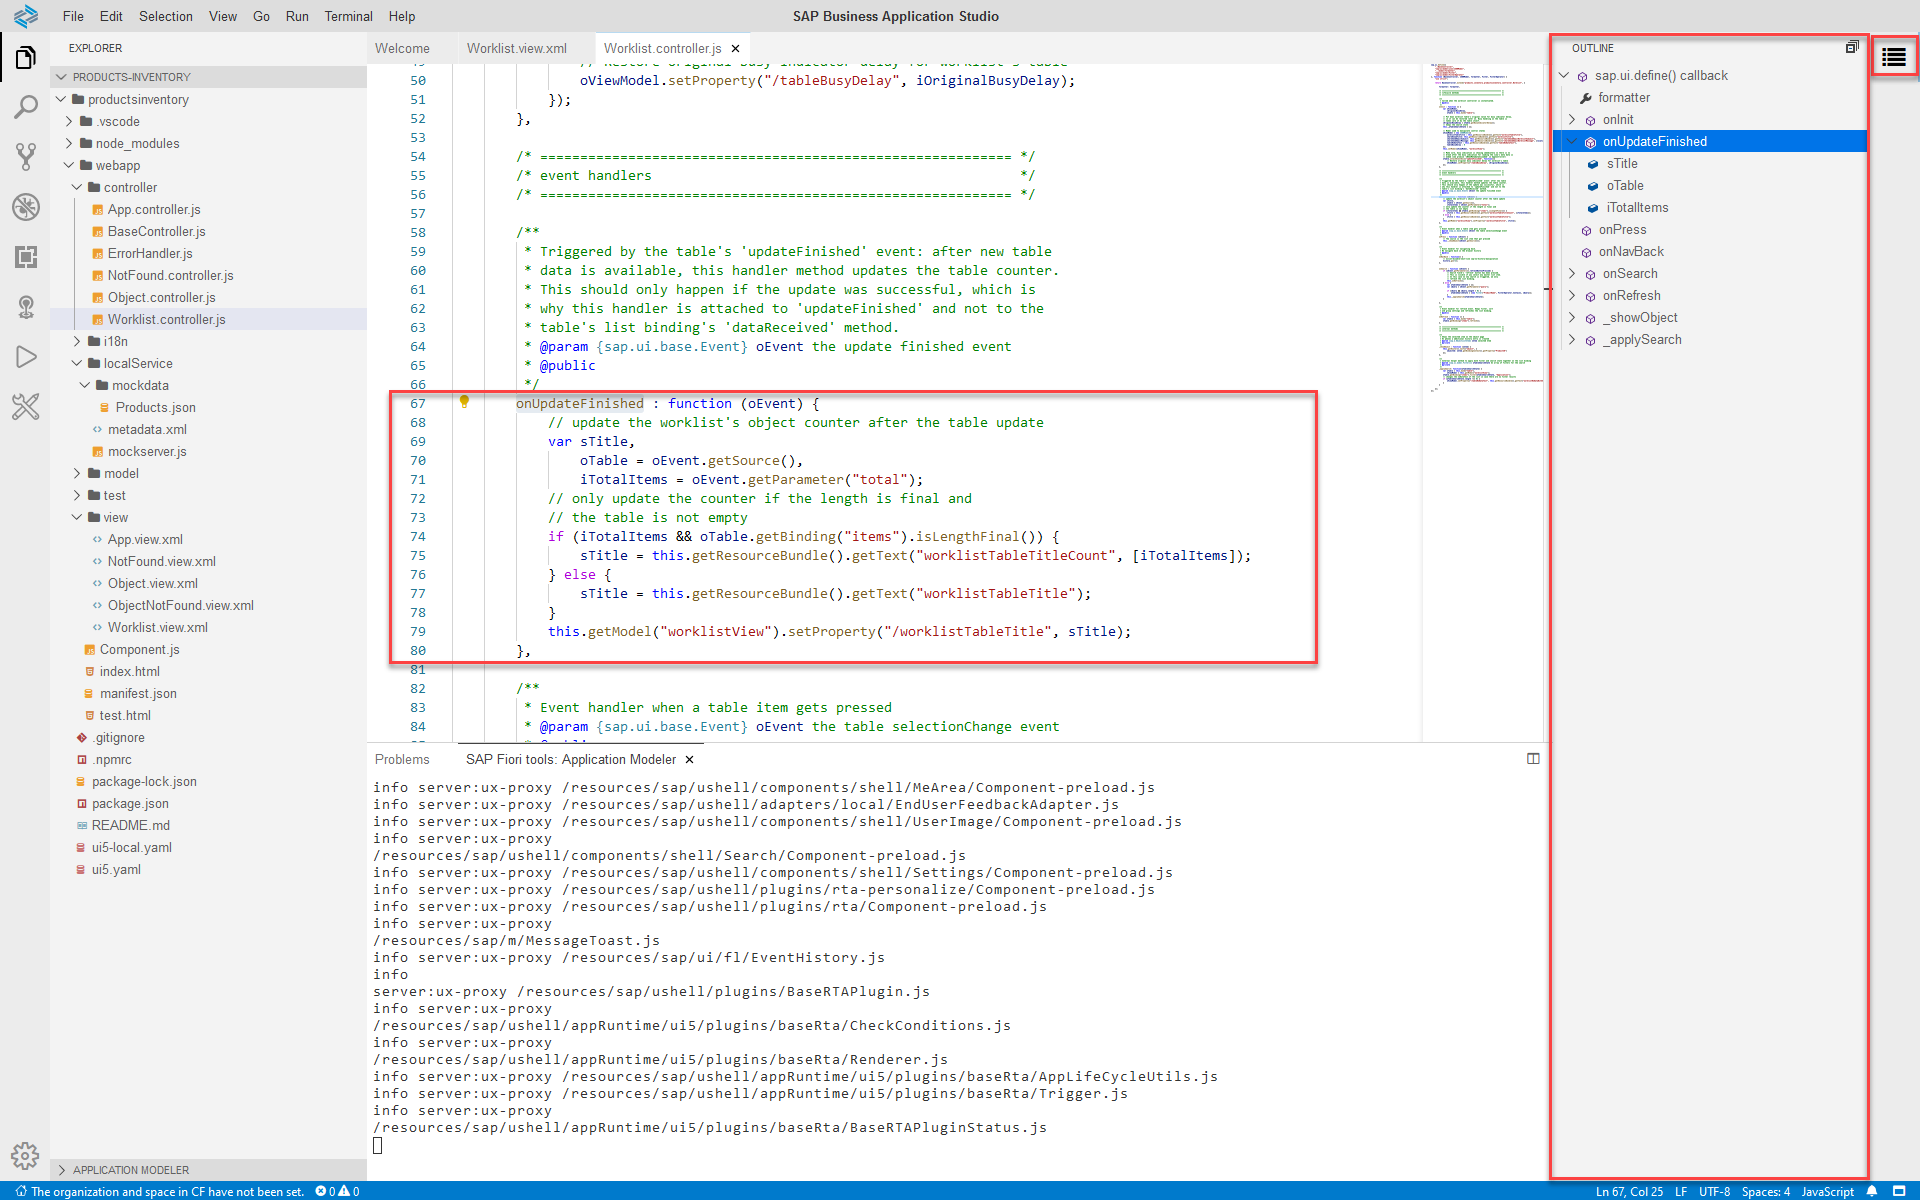 File Edit Selection View Go Run Terminal Help
SAP Business Application Studio
EXPLORER
PRODUCTS-INVENTORY
productsinventory
.vscode
node_modules
webapp
controller
App.controller.js
BaseController.js
ErrorHandler.js
NotFound.controller.js
Object.controller.js
Worklist.controller.js
i18n
localService
mockdata
Products.json
metadata.xml
mockserver.js
model
test
view
App.view.xml
NotFound.view.xml
Object.view.xml
ObjectNotFound.view.xml
Worklist.view.xml
Component.js
index.html
manifest.json
test.html
.gitignore
.npmrc
package-lock.json
package.json
README.md
ui5-local.yaml
ui5.yaml
APPLICATION MODELER
Welcome Worklist.view.xml Worklist.controller.js
49 // Restore original busy indicator delay for worklist's table
50 oViewModel.setProperty("/tableBusyDelay", iOriginalBusyDelay);
51 });
52 },
53
54 /* =========================================================== */
55 /* event handlers */
56 /* =========================================================== */
57
58 /**
59 * Triggered by the table's 'updateFinished' event: after new table
60 * data is available, this handler method updates the table counter.
61 * This should only happen if the update was successful, which is
62 * why this handler is attached to 'updateFinished' and not to the
63 * table's list binding's 'dataReceived' method.
64 * @param {sap.ui.base.Event} oEvent the update finished event
65 * @public
66 */
67 onUpdateFinished : function (oEvent) {
68 // update the worklist's object counter after the table update
69 var sTitle,
70 oTable = oEvent.getSource(),
71 iTotalItems = oEvent.getParameter("total");
72 // only update the counter if the length is final and
73 // the table is not empty
74 if (iTotalItems && oTable.getBinding("items").isLengthFinal()) {
75 sTitle = this.getResourceBundle().getText("worklistTableTitleCount", [iTotalItems]);
76 } else {
77 sTitle = this.getResourceBundle().getText("worklistTableTitle");
78 }
79 this.getModel("worklistView").setProperty("/worklistTableTitle", sTitle);
80 },
81
82 /**
83 * Event handler when a table item gets pressed
84 * @param {sap.ui.base.Event} oEvent the table selectionChange event
Problems SAP Fiori tools: Application Modeler
info server:ux-proxy /resources/sap/ushell/components/shell/MeArea/Component-preload.js
info server:ux-proxy /resources/sap/ushell/adapters/local/EndUserFeedbackAdapter.js
info server:ux-proxy /resources/sap/ushell/components/shell/UserImage/Component-preload.js
info server:ux-proxy
/resources/sap/ushell/components/shell/Search/Component-preload.js
info server:ux-proxy /resources/sap/ushell/components/shell/Settings/Component-preload.js
info server:ux-proxy /resources/sap/ushell/plugins/rta-personalize/Component-preload.js
info server:ux-proxy /resources/sap/ushell/plugins/rta/Component-preload.js
info server:ux-proxy
/resources/sap/m/MessageToast.js
info server:ux-proxy /resources/sap/ui/fl/EventHistory.js
info
server:ux-proxy /resources/sap/ushell/plugins/BaseRTAPlugin.js
info server:ux-proxy
/resources/sap/ushell/appRuntime/ui5/plugins/baseRta/CheckConditions.js
info server:ux-proxy
/resources/sap/ushell/appRuntime/ui5/plugins/baseRta/Renderer.js
info server:ux-proxy /resources/sap/ushell/appRuntime/ui5/plugins/baseRta/AppLifeCycleUtils.js
info server:ux-proxy /resources/sap/ushell/appRuntime/ui5/plugins/baseRta/Trigger.js
info server:ux-proxy
/resources/sap/ushell/appRuntime/ui5/plugins/baseRta/BaseRTAPluginStatus.js
OUTLINE
sap.ui.define() callback
formatter
onInit
onUpdateFinished
sTitle
oTable
iTotalItems
onPress
onNavBack
onSearch
onRefresh
_showObject
_applySearch
The organization and space in CF have not been set. 0 0
Ln 67, Col 25 LF UTF-8 Spaces: 4 JavaScript